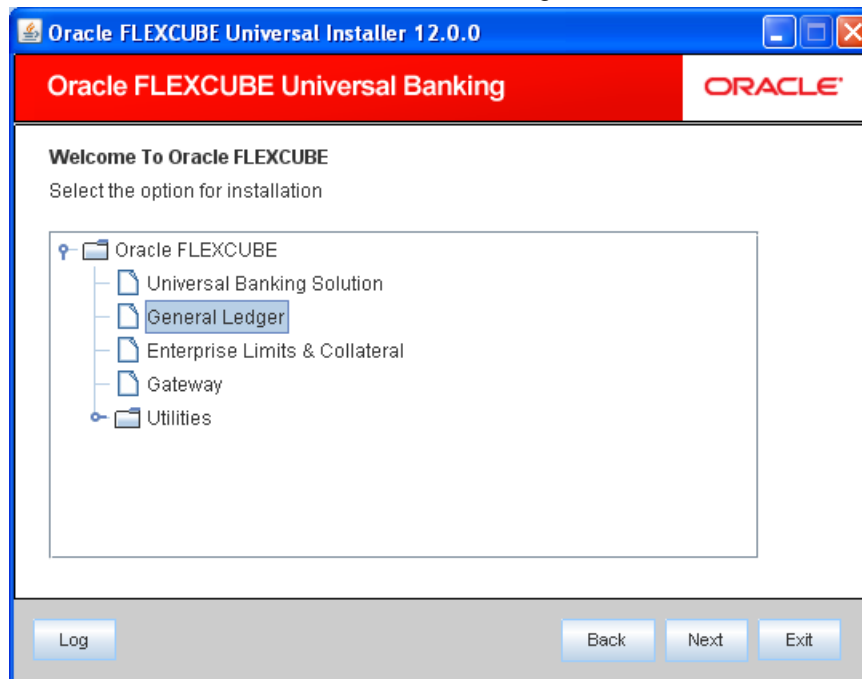 Oracle FLEXCUBE Universal Installer 12.0.0
Oracle FLEXCUBE Universal Banking
ORACLE
Welcome To Oracle FLEXCUBE
Select the option for installation
Oracle FLEXCUBE
Universal Banking Solution
General Ledger
Enterprise Limits & Collateral
Gateway
Utilities
Log
Back
Next
Exit